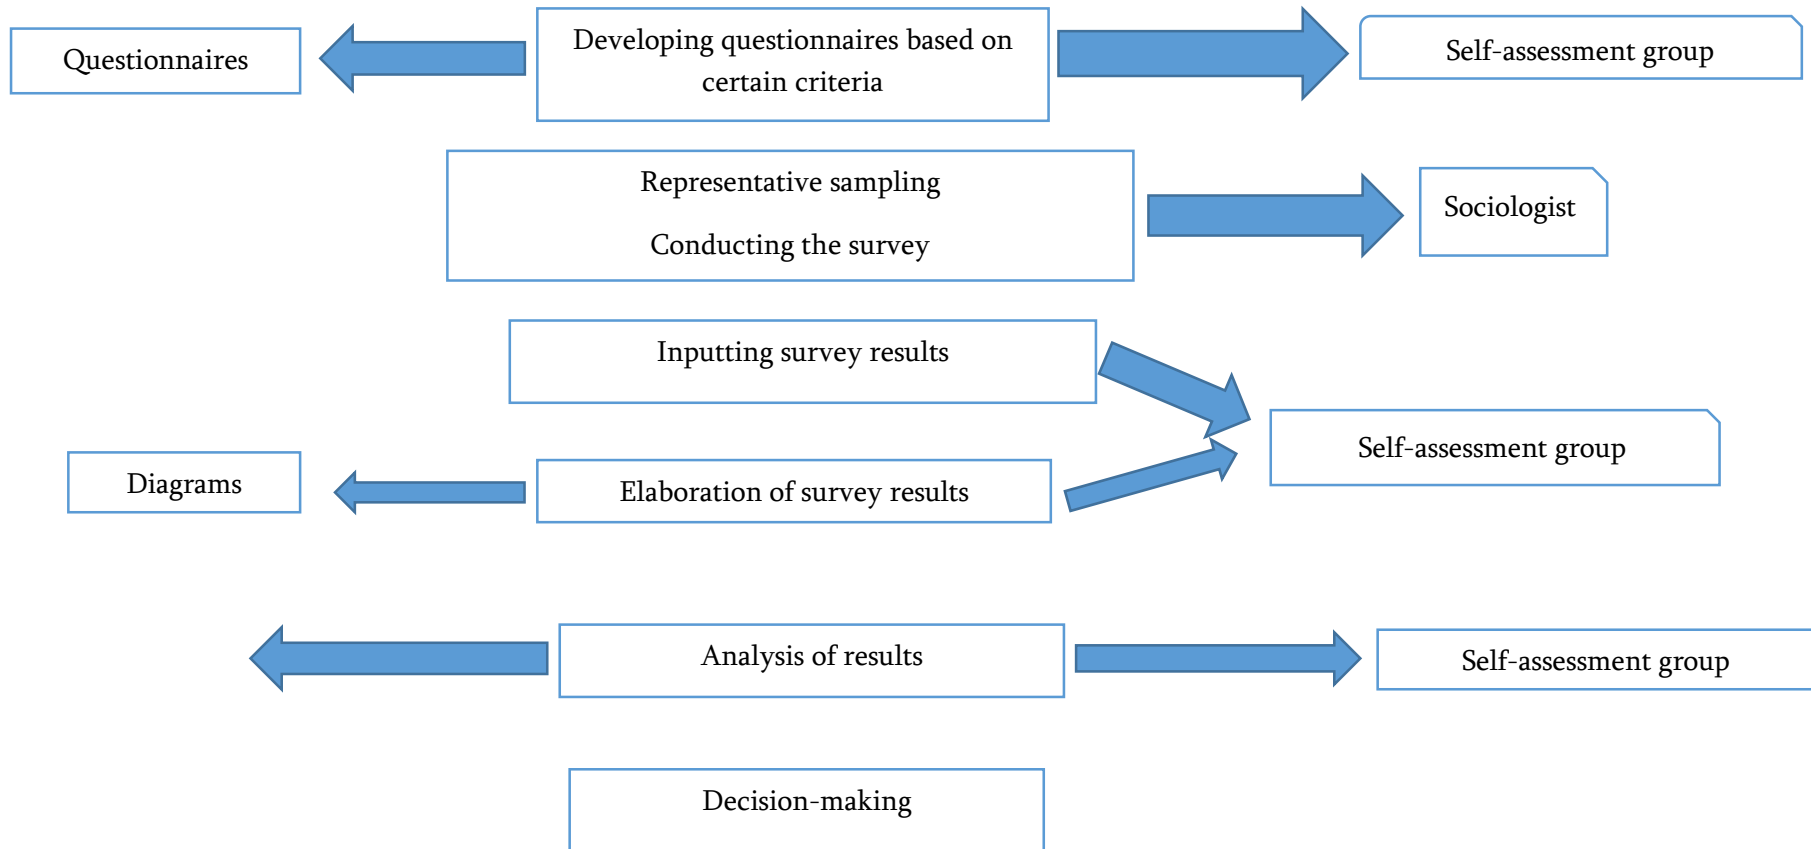 Questionnaires
Developing questionnaires based on
certain criteria
Self-assessment group
Representative sampling
Conducting the survey
Sociologist
Inputting survey results
Self-assessment group
Diagrams
Elaboration of survey results
Analysis of results
Self-assessment group
Decision-making